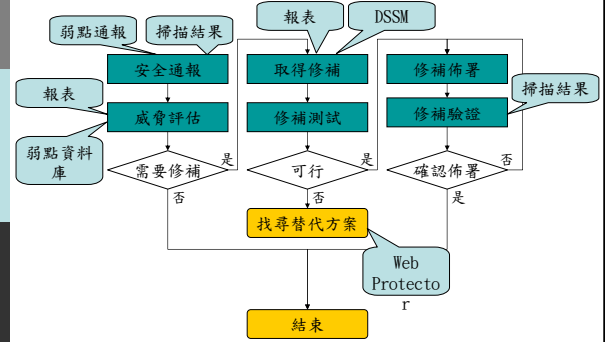 弱點通報
掃描結果
報表
DSSM
安全通報
取得修補
修補佈署
報表
掃描結果
威脅評估
修補測試
修補驗證
弱點資料
庫
需要修補
是
可行
是
確認佈署
否
否
否
是
找尋替代方案
Web
Protecto
r
結束